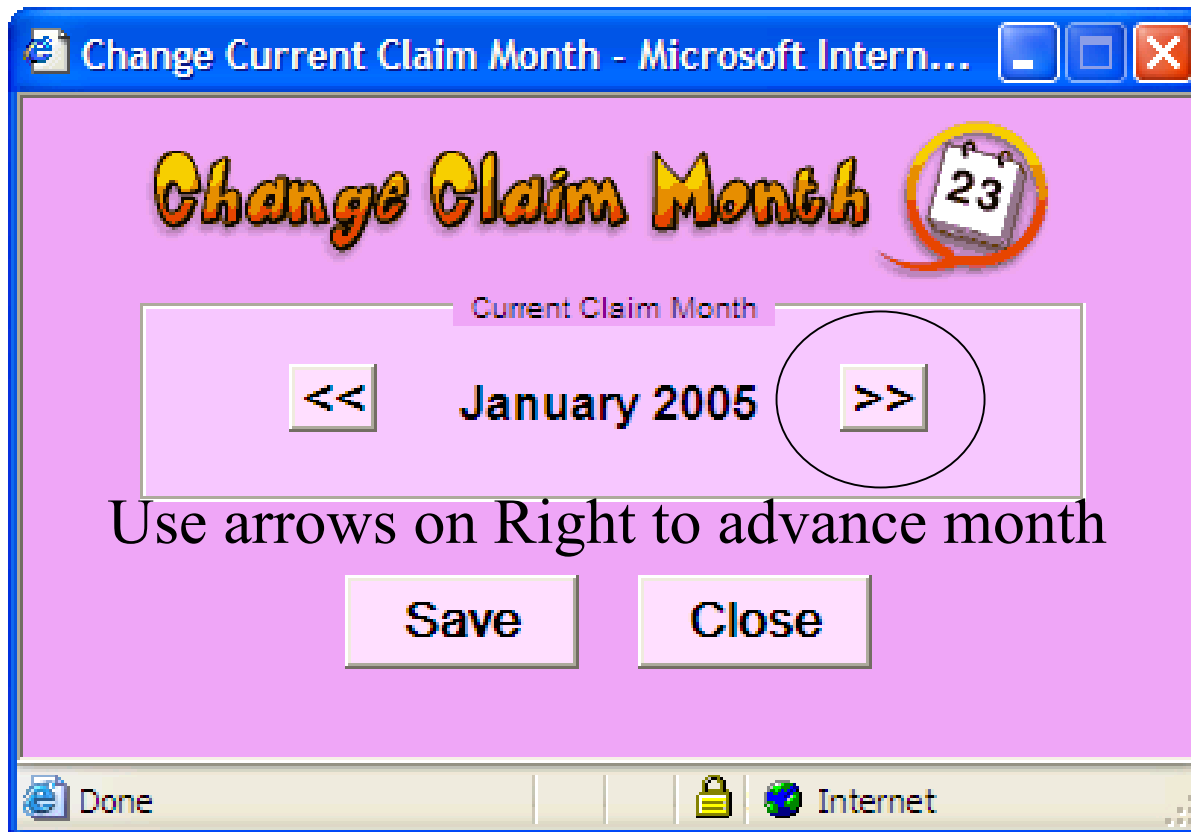 Change Current Claim Month - Microsoft Intern...
Change Claim Month
23
Current Claim Month
<< January 2005 >>
Use arrows on Right to advance month
Save Close
Done Internet